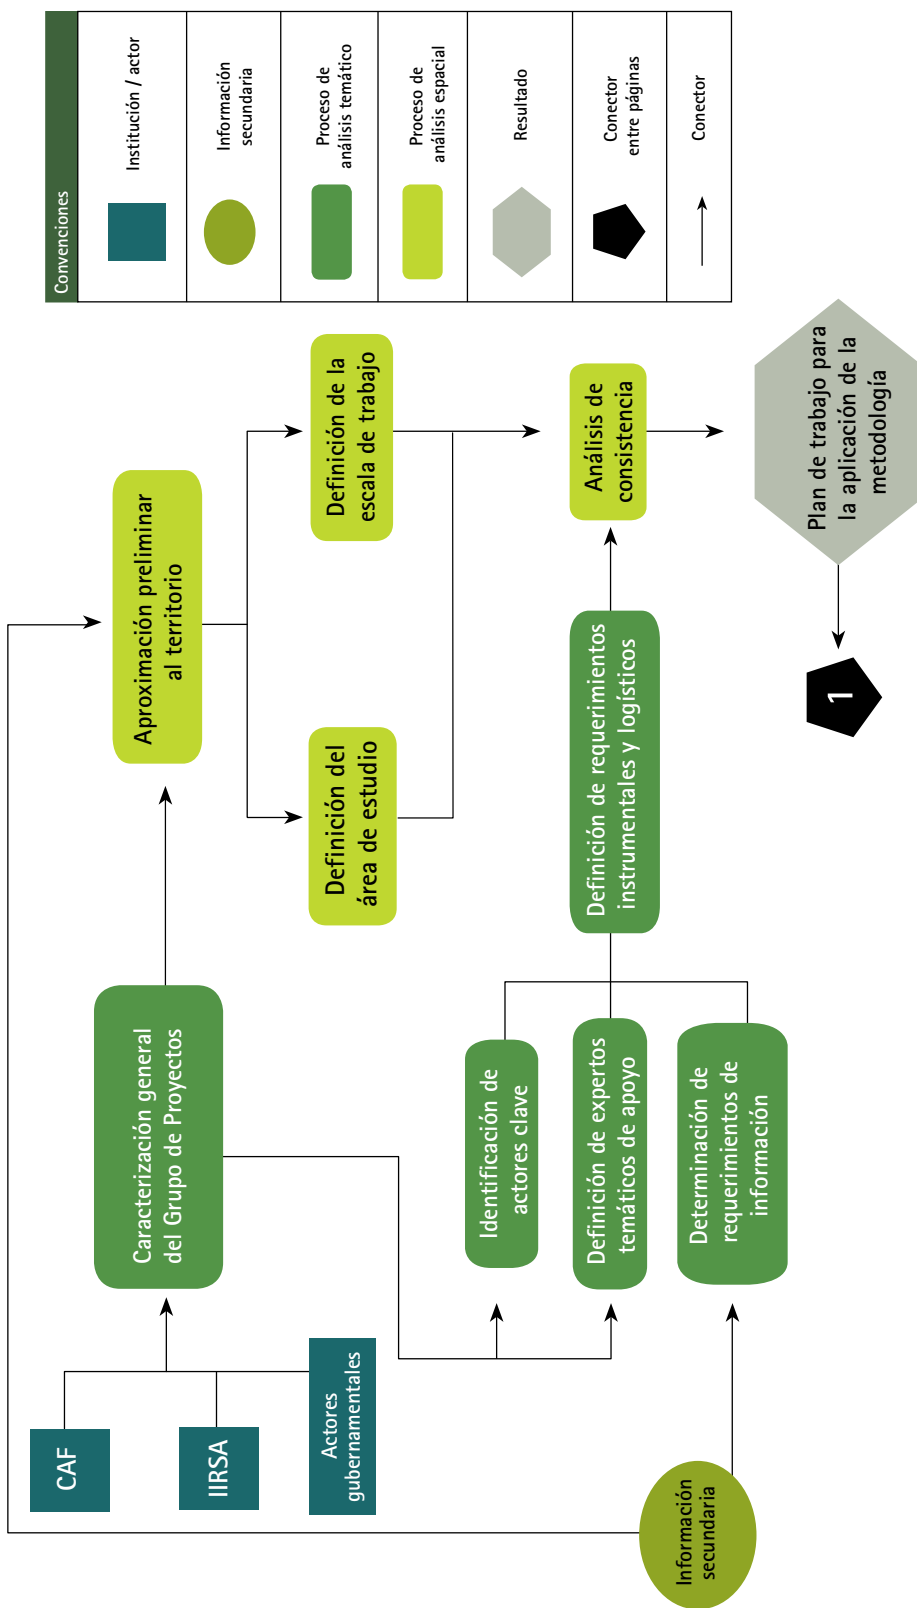 CAF
IIRSA
Actores
gubernamentales
Caracterización general
del Grupo de Proyectos
Aproximación preliminar
al territorio
Definición del
área de estudio
Definición de la
escala de trabajo
Identificación de
actores clave
Definición de expertos
temáticos de apoyo
Determinación de
requerimientos de
información
Definición de requerimientos
instrumentales y logísticos
Análisis de
consistencia
Información
secundaria
Plan de trabajo para
la aplicación de la
metodología
1
Convenciones
Institución / actor
Información
secundaria
Proceso de
análisis temático
Proceso de
análisis espacial
Resultado
Conector
entre páginas
Conector